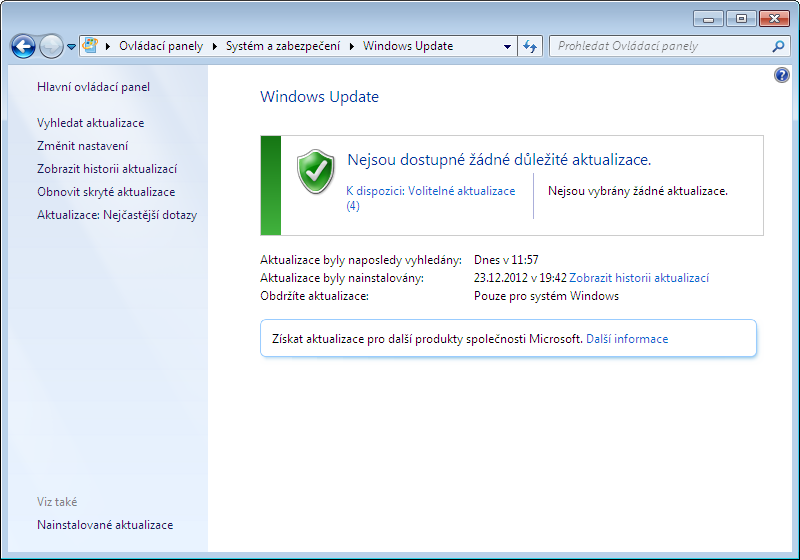 Ovládací panely
Systém a zabezpečení
Windows Update
Prohledat Ovládací panely
Hlavní ovládací panel
Vyhledat aktualizace
Změnit nastavení
Zobrazit historii aktualizací
Obnovit skryté aktualizace
Aktualizace: Nejčastější dotazy
Viz také
Nainstalované aktualizace
Windows Update
Nejsou dostupné žádné důležité aktualizace.
K dispozici: Volitelné aktualizace
(4)
Nejsou vybrány žádné aktualizace.
Aktualizace byly naposledy vyhledány: Dnes v 11:57
Aktualizace byly nainstalovány: 23.12.2012 v 19:42 Zobrazit historii aktualizací
Obdržíte aktualizace: Pouze pro systém Windows
Získat aktualizace pro další produkty společnosti Microsoft. Další informace